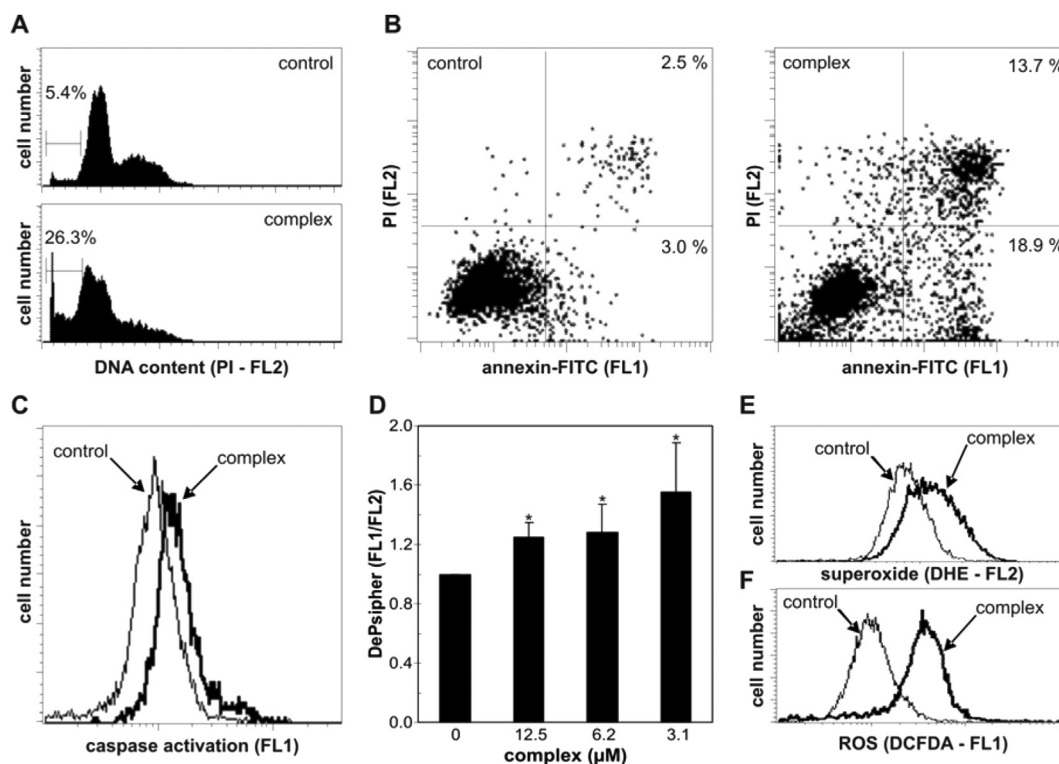 A
control
5.4%
cell number
complex
26.3%
cell number
DNA content (PI - FL2)
B
control
2.5 %
3.0 %
PI (FL2)
annexin-FITC (FL1)
complex
13.7 %
18.9 %
PI (FL2)
annexin-FITC (FL1)
C
control
complex
cell number
caspase activation (FL1)
D
2.0
1.6
1.2
0.8
0.4
0.0
DePsipher (FL1/FL2)
*
*
*
0 12.5 6.2 3.1
complex (µM)
E
control
complex
cell number
superoxide (DHE - FL2)
F
control
complex
cell number
ROS (DCFDA - FL1)